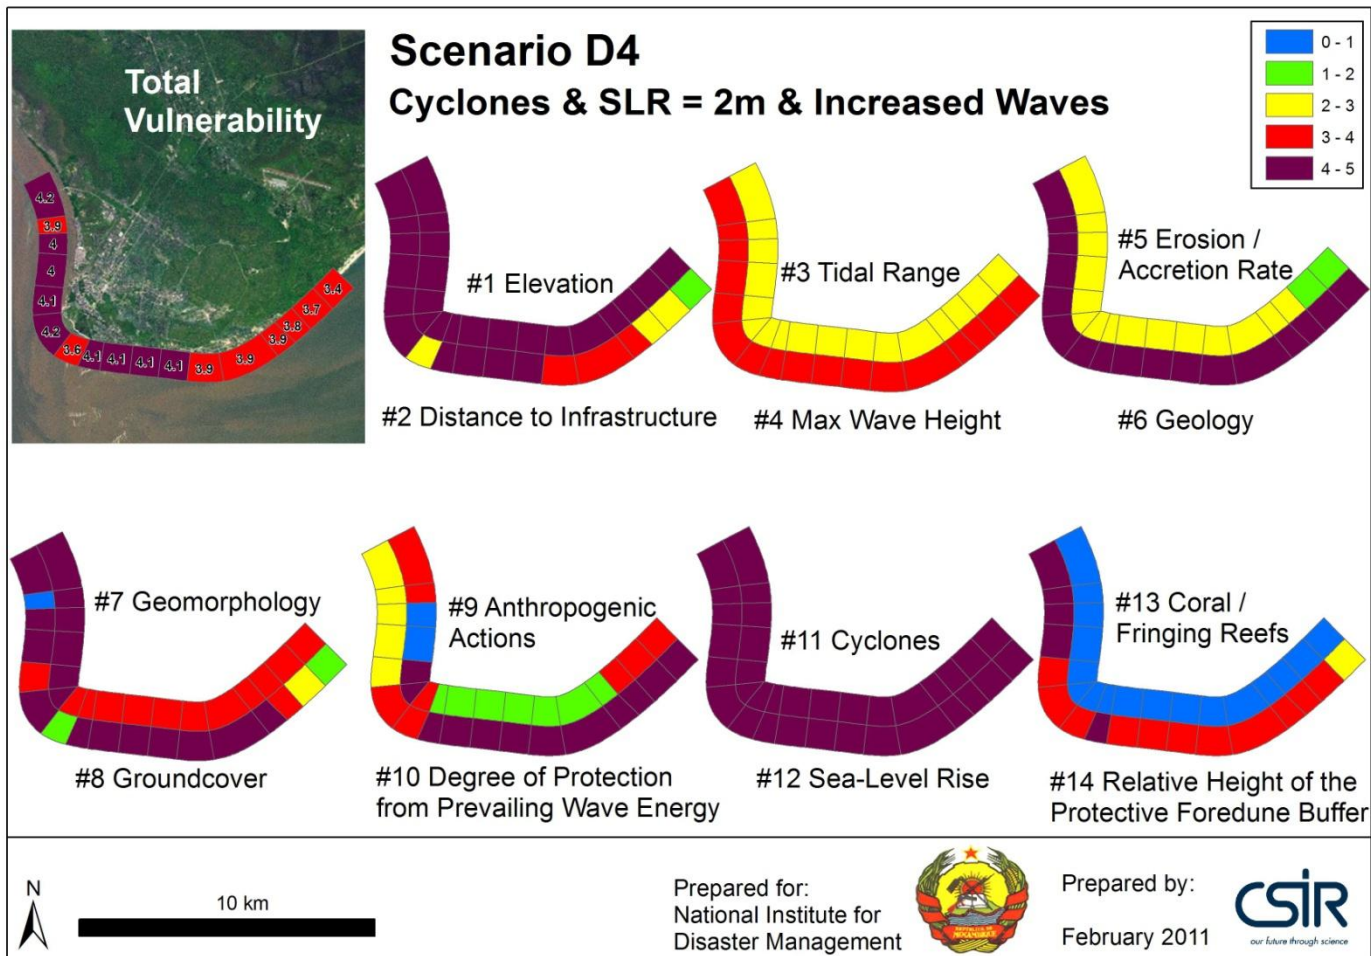 Total
Vulnerability
4.2
3.9
4
4
4.1
4.2
3.6
4.1
4.1
4.1
4.1
3.9
3.9
3.9
3.8
3.7
3.4
Scenario D4
Cyclones & SLR = 2m & Increased Waves
0 - 1
1 - 2
2 - 3
3 - 4
4 - 5
#1 Elevation
#2 Distance to Infrastructure
#3 Tidal Range
#4 Max Wave Height
#5 Erosion /
Accretion Rate
#6 Geology
#7 Geomorphology
#8 Groundcover
#9 Anthropogenic
Actions
#10 Degree of Protection
from Prevailing Wave Energy
#11 Cyclones
#12 Sea-Level Rise
#13 Coral /
Fringing Reefs
#14 Relative Height of the
Protective Foredune Buffer
N
10 km
Prepared for:
National Institute for
Disaster Management
MOÇAMBIQUE
Prepared by:
February 2011
CSIR
our future through science